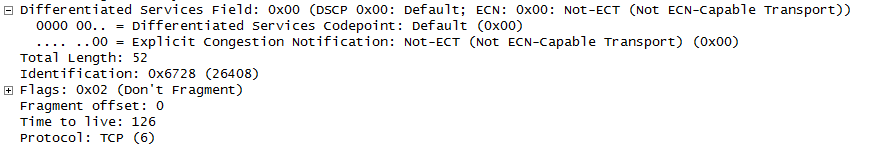 Differentiated Services Field: 0x00 (DSCP 0x00: Default; ECN: 0x00: Not-ECT (Not ECN-Capable Transport))
0000 00.. = Differentiated Services Codepoint: Default (0x00)
.... ..00 = Explicit Congestion Notification: Not-ECT (Not ECN-Capable Transport) (0x00)
Total Length: 52
Identification: 0x6728 (26408)
Flags: 0x02 (Don't Fragment)
Fragment offset: 0
Time to live: 126
Protocol: TCP (6)